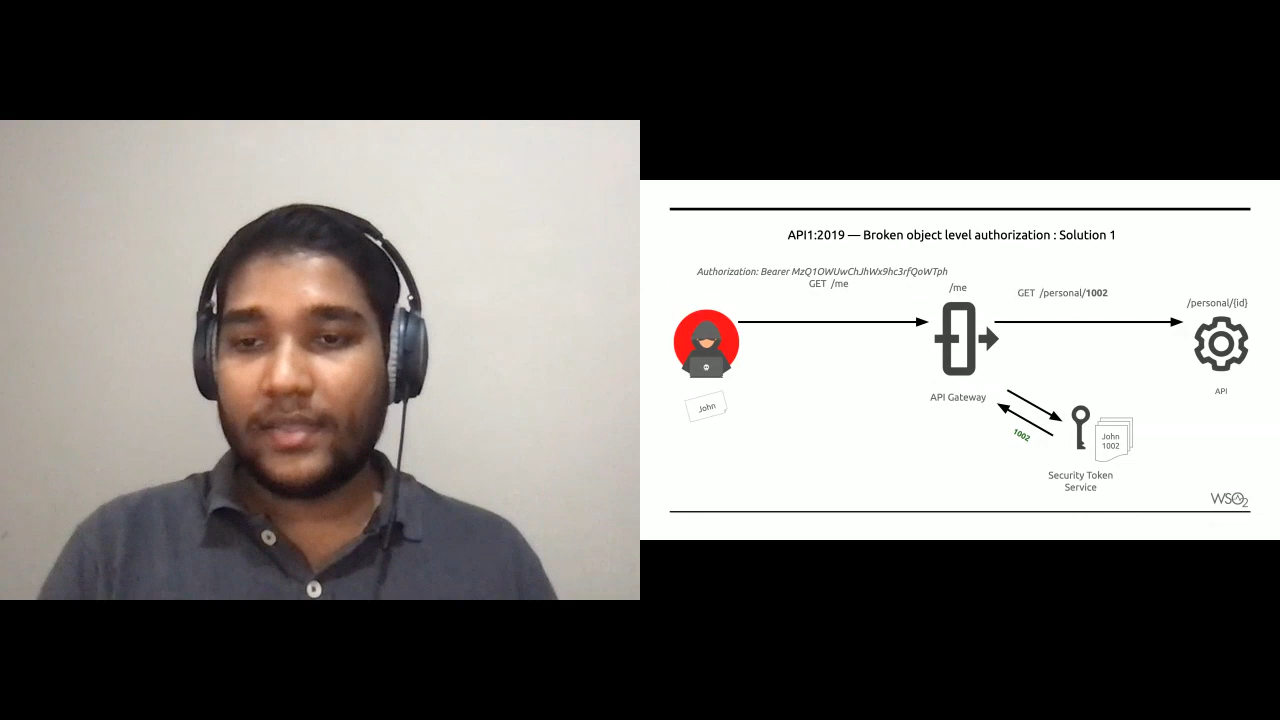 API1:2019 — Broken object level authorization : Solution 1
Authorization: Bearer MzQ1OWUwChJhWx9hc3rfQoWTph
GET /me
/me
GET /personal/1002
/personal/{id}
API
API Gateway
John
1002
John
1002
Security Token
Service
WSO2